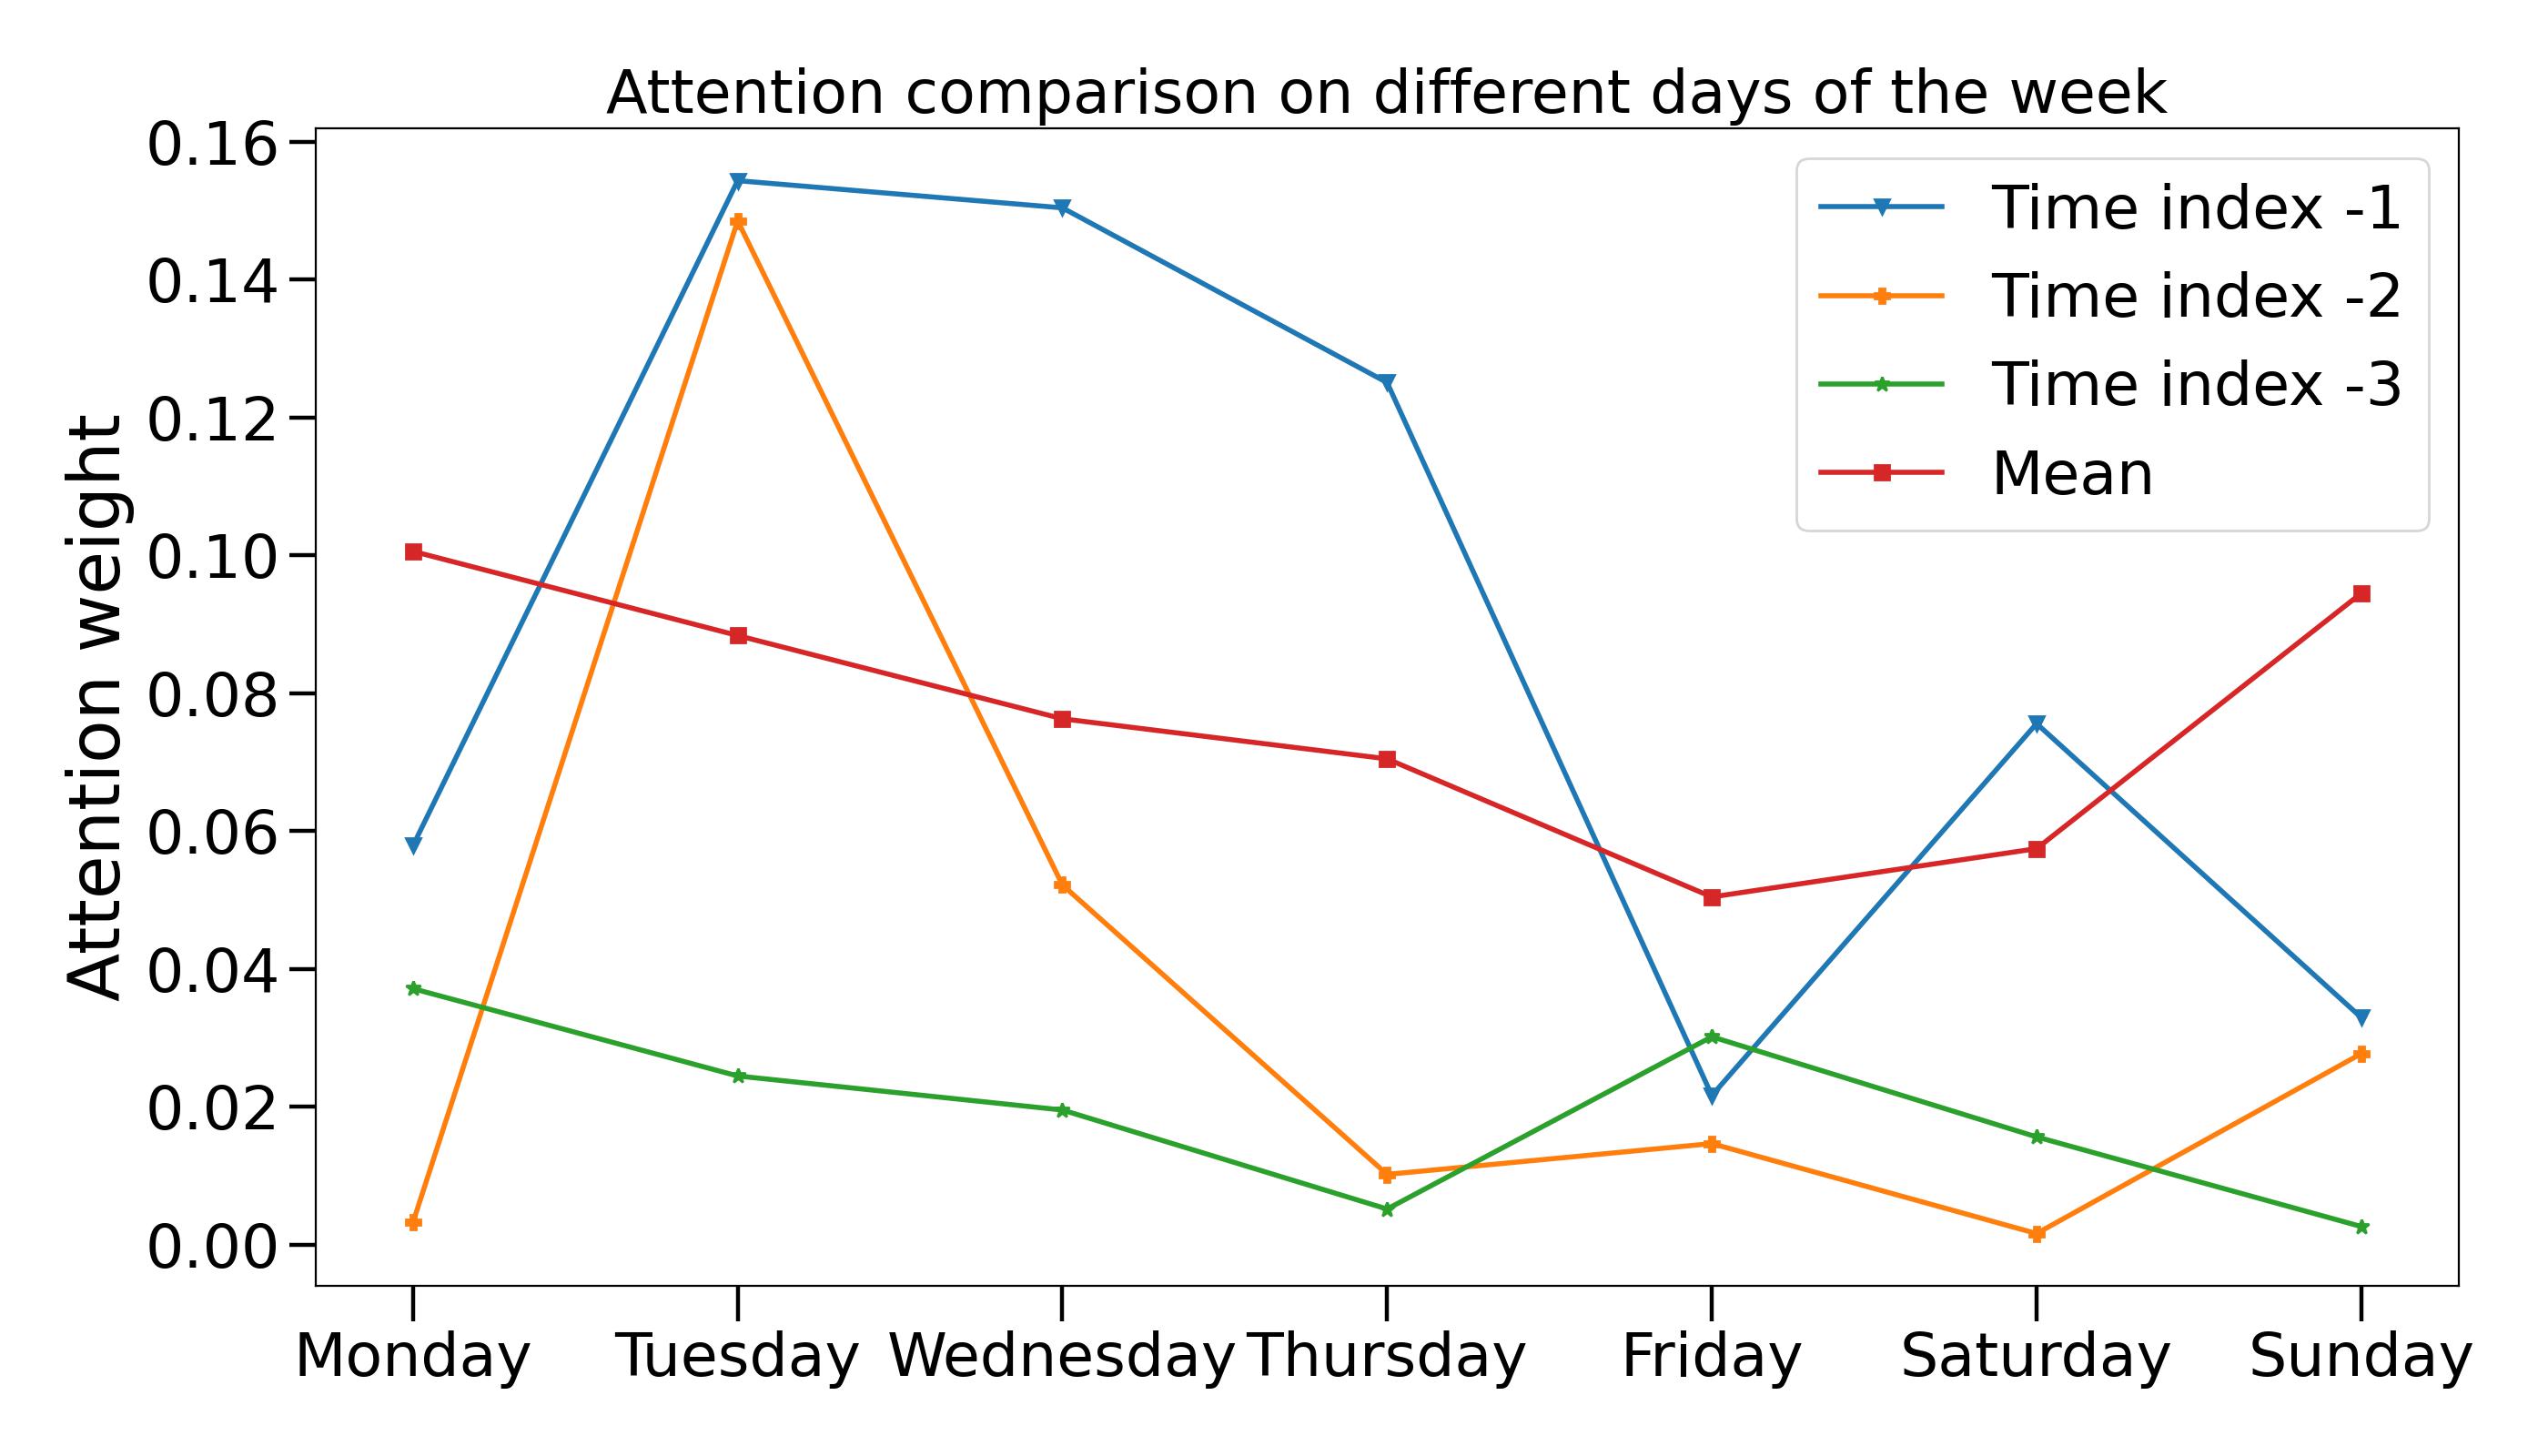 Attention comparison on different days of the week
Attention weight
0.16
0.14
0.12
0.10
0.08
0.06
0.04
0.02
0.00
Time index -1
Time index -2
Time index -3
Mean
Monday Tuesday Wednesday Thursday Friday Saturday Sunday